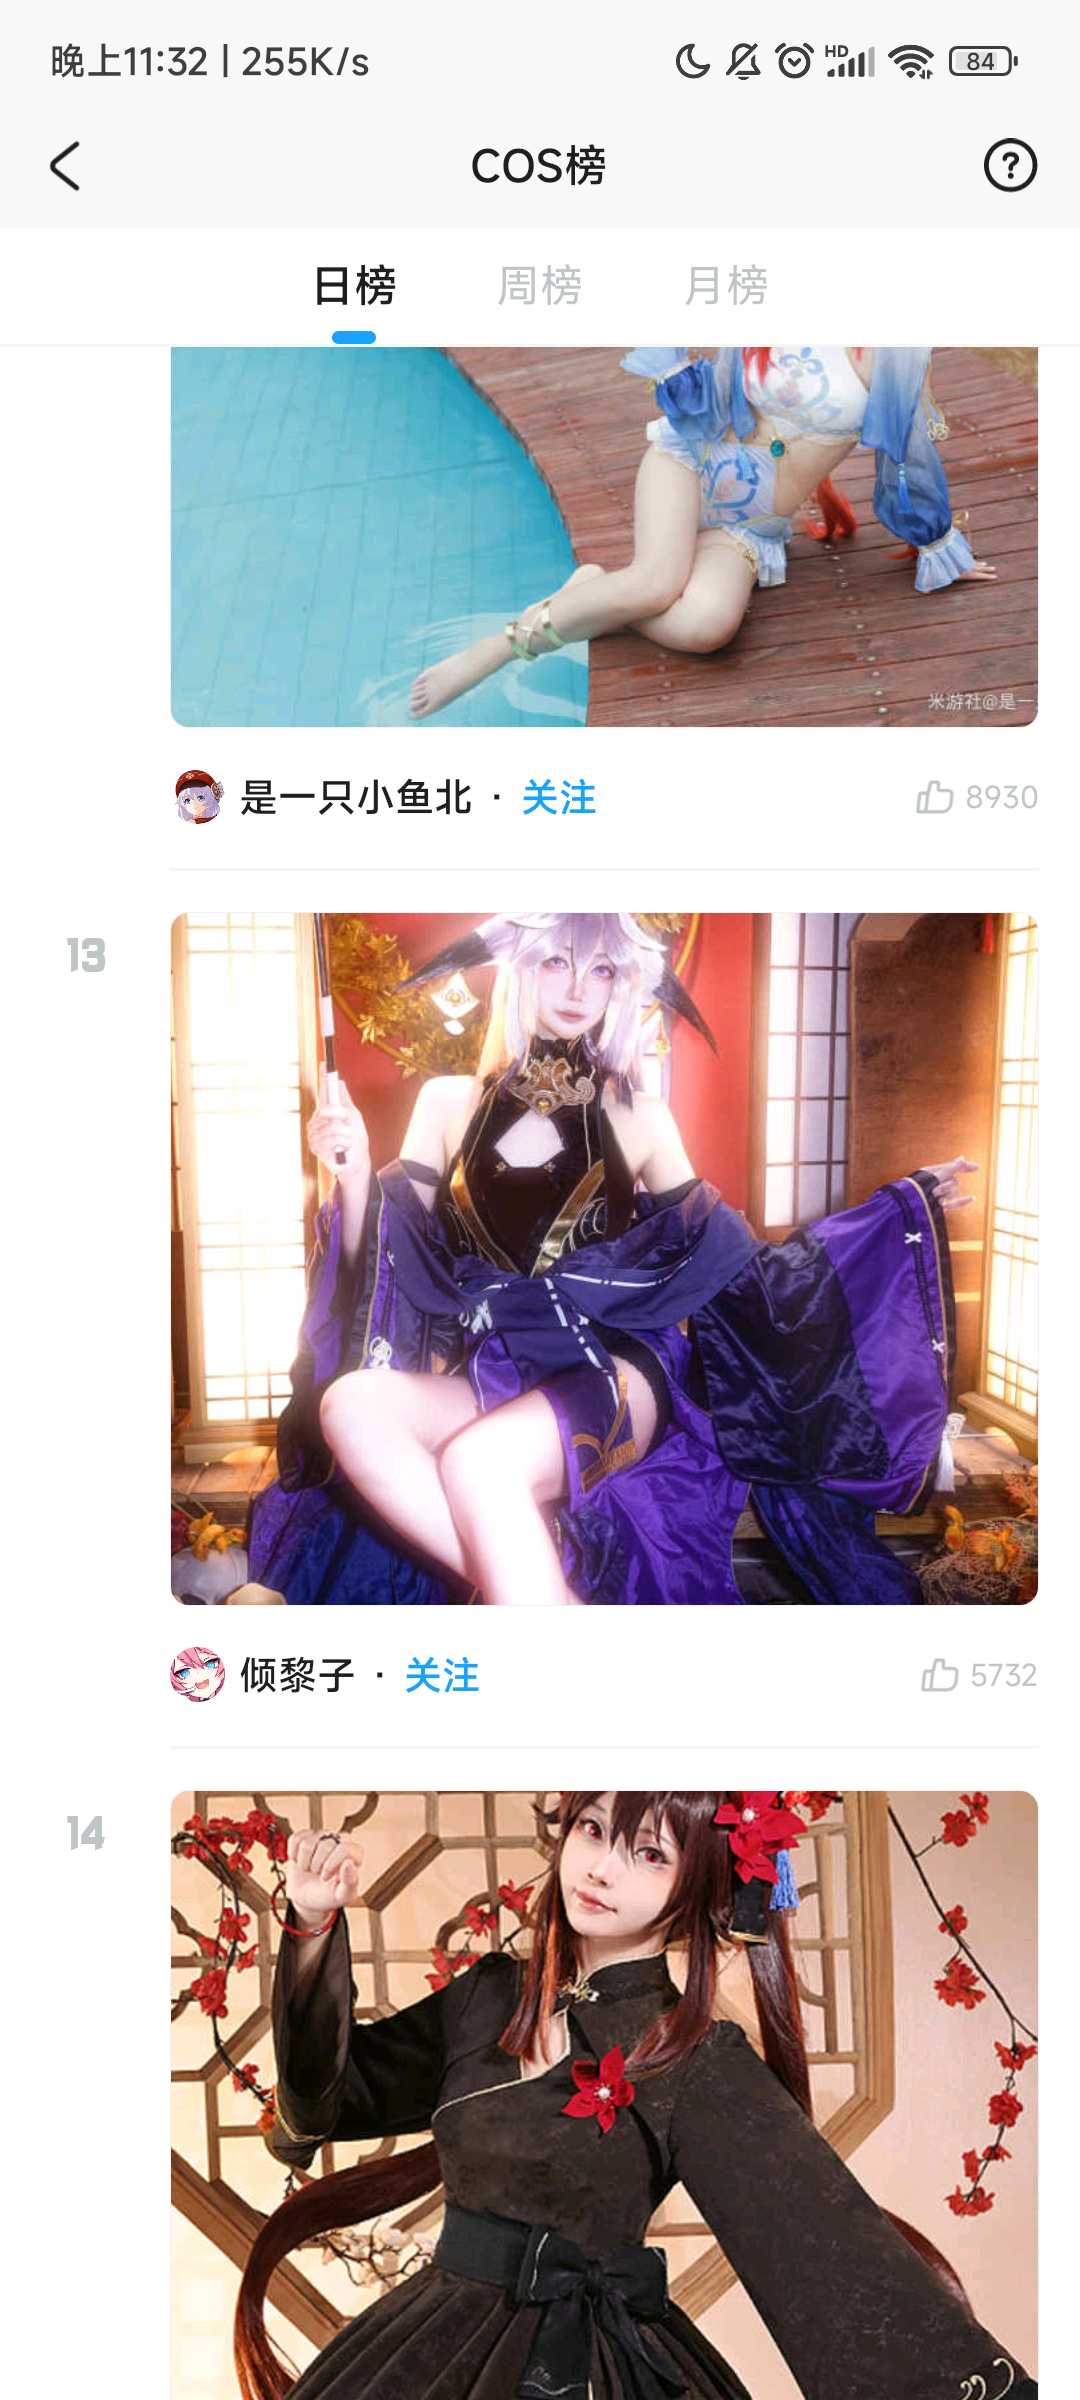 晚上11:32 | 255K/s
HD
84
COS榜
日榜
周榜
月榜
米游社@是一
是一只小鱼北 · 关注
8930
13
倾黎子 · 关注
5732
14